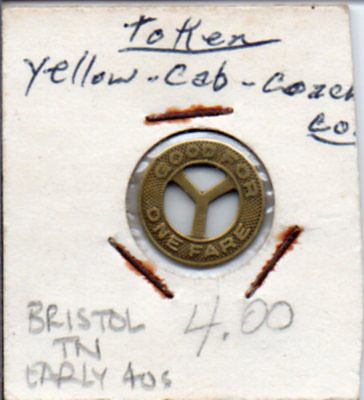 Token
Yellow-Cab-Coach
Co.
GOOD FOR
Y
ONE FARE
BRISTOL
TN
EARLY 40s
4.00